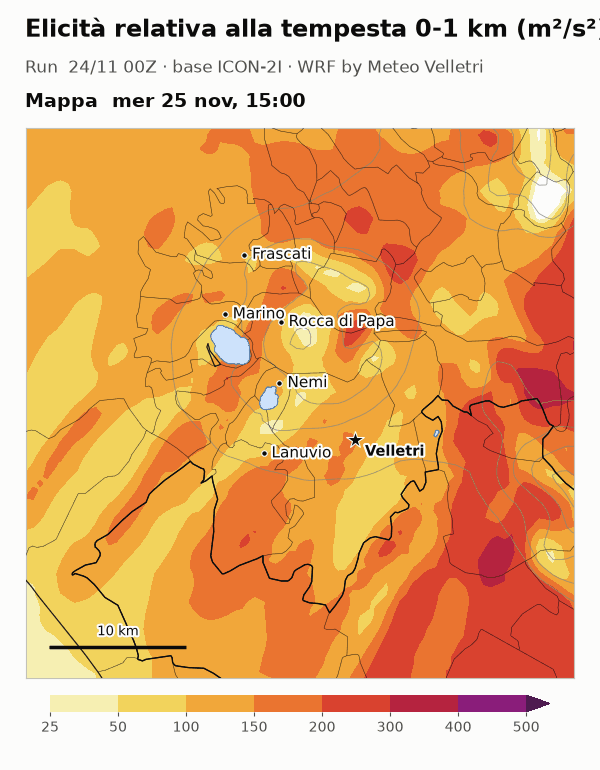 Elicità relativa alla tempesta 0-1 km (m²/s²)
Run  24/11 00Z · base ICON-2I · WRF by Meteo Velletri
Mappa  mer 25 nov, 15:00
Frascati
Marino
Rocca di Papa
Nemi
Lanuvio
Velletri
10 km
25 50 100 150 200 300 400 500